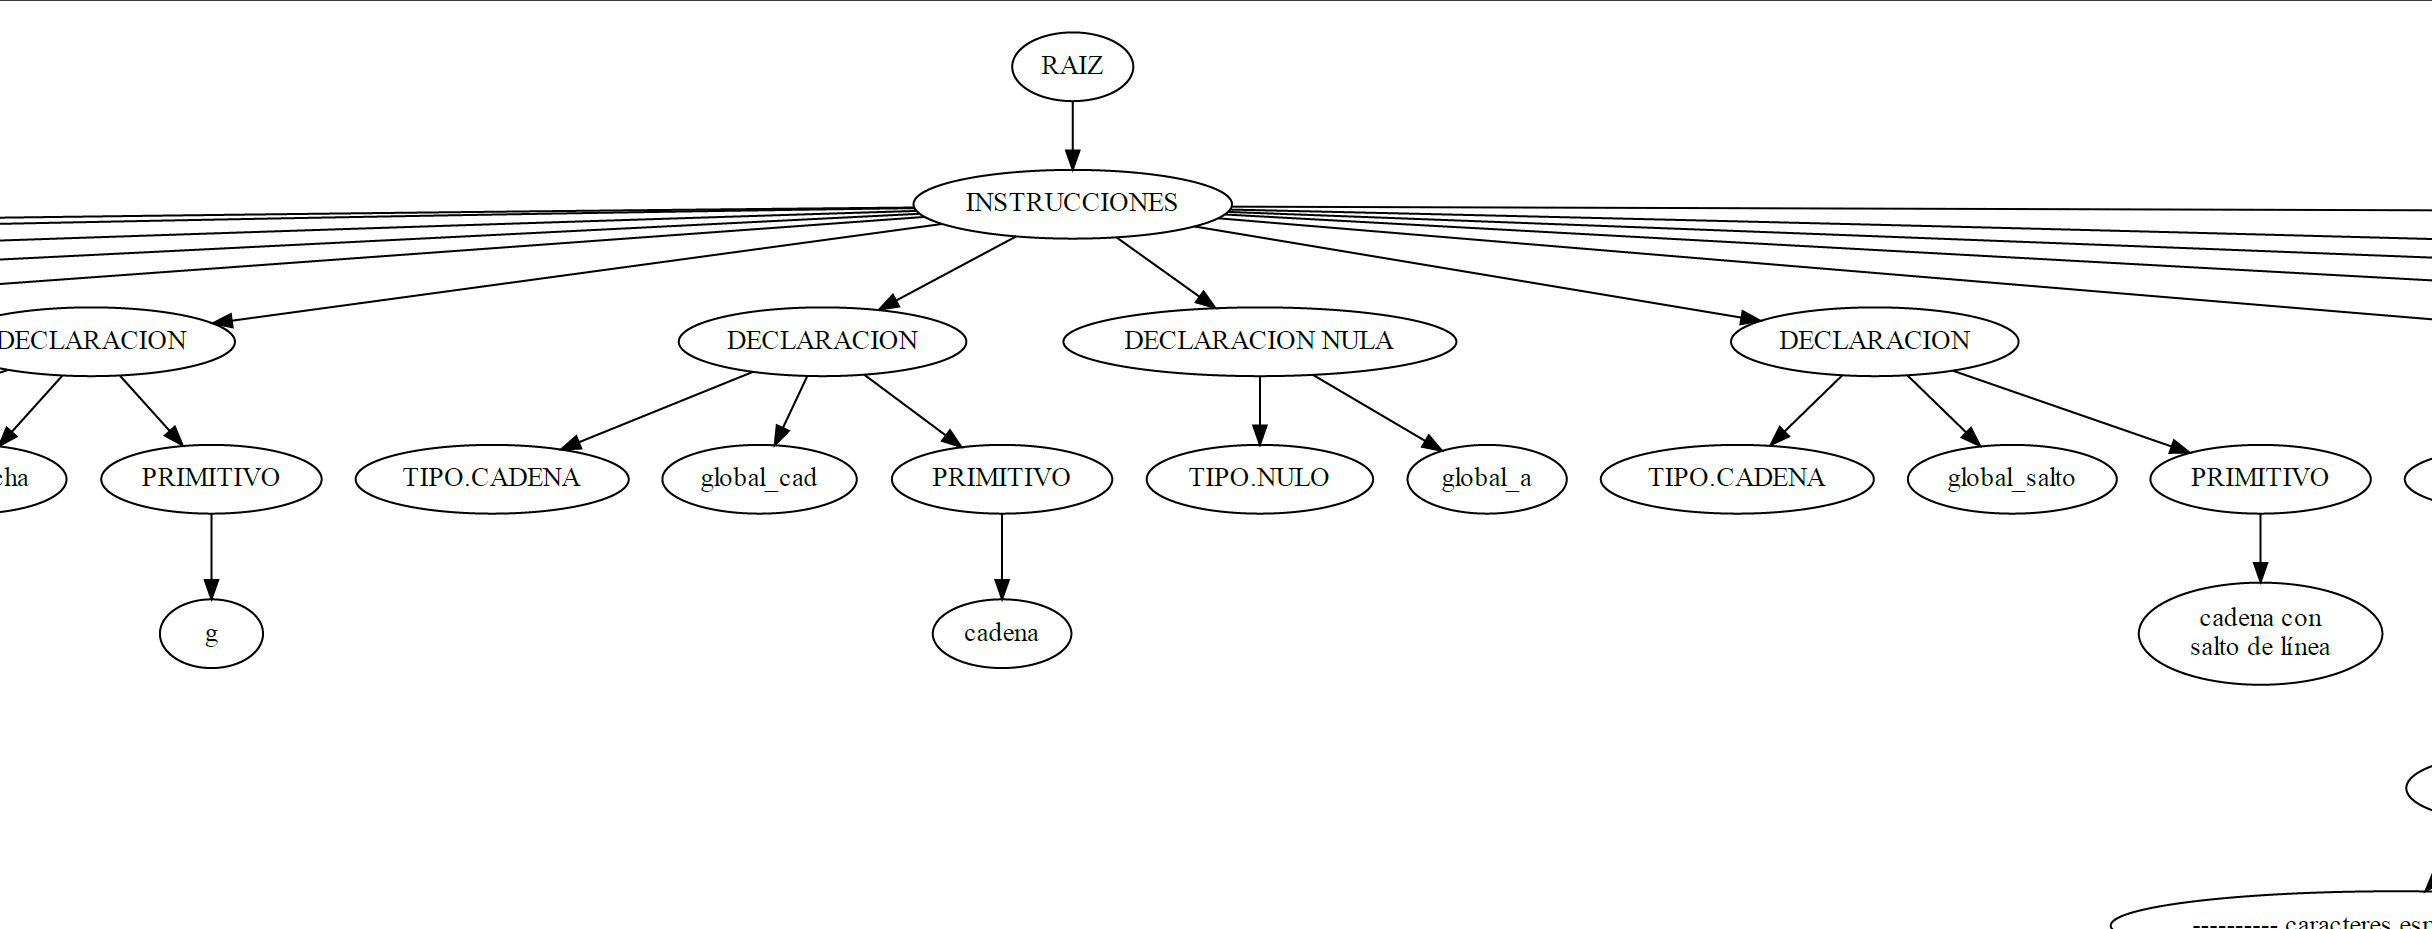 RAIZ
INSTRUCCIONES
DECLARACION
DECLARACION
DECLARACION NULA
DECLARACION
PRIMITIVO
TIPO.CADENA
global_cad
PRIMITIVO
TIPO.NULO
global_a
TIPO.CADENA
global_salto
PRIMITIVO
g
cadena
cadena con
salto de línea
---------- caracteres